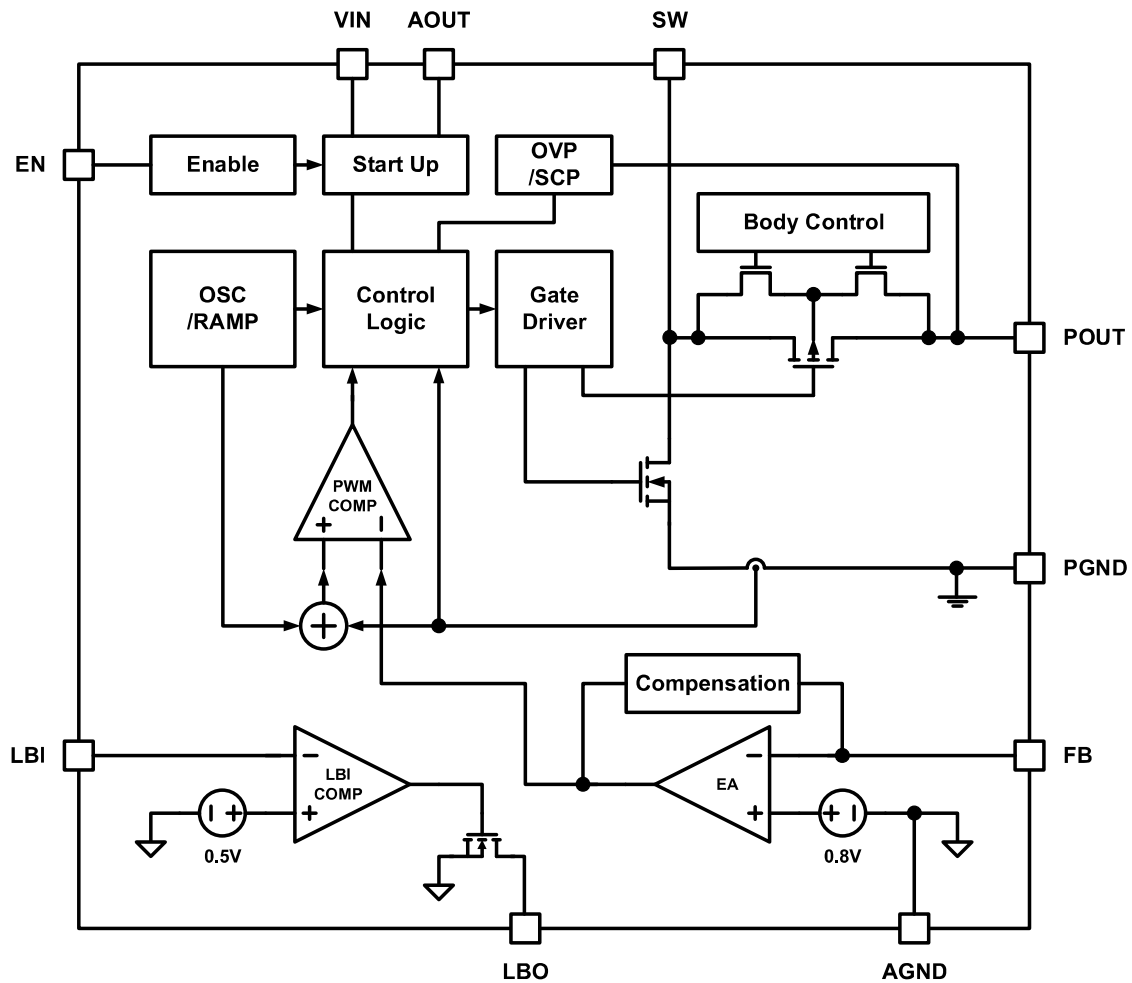 VIN
AOUT
SW
EN
Enable
Start Up
OVP
/SCP
Body Control
OSC
/RAMP
Control
Logic
Gate
Driver
POUT
PWM
COMP
+
−
PGND
+
Compensation
LBI
−
LBI
COMP
+
− +
0.5V
EA
−
+
+ −
0.8V
FB
LBO
AGND